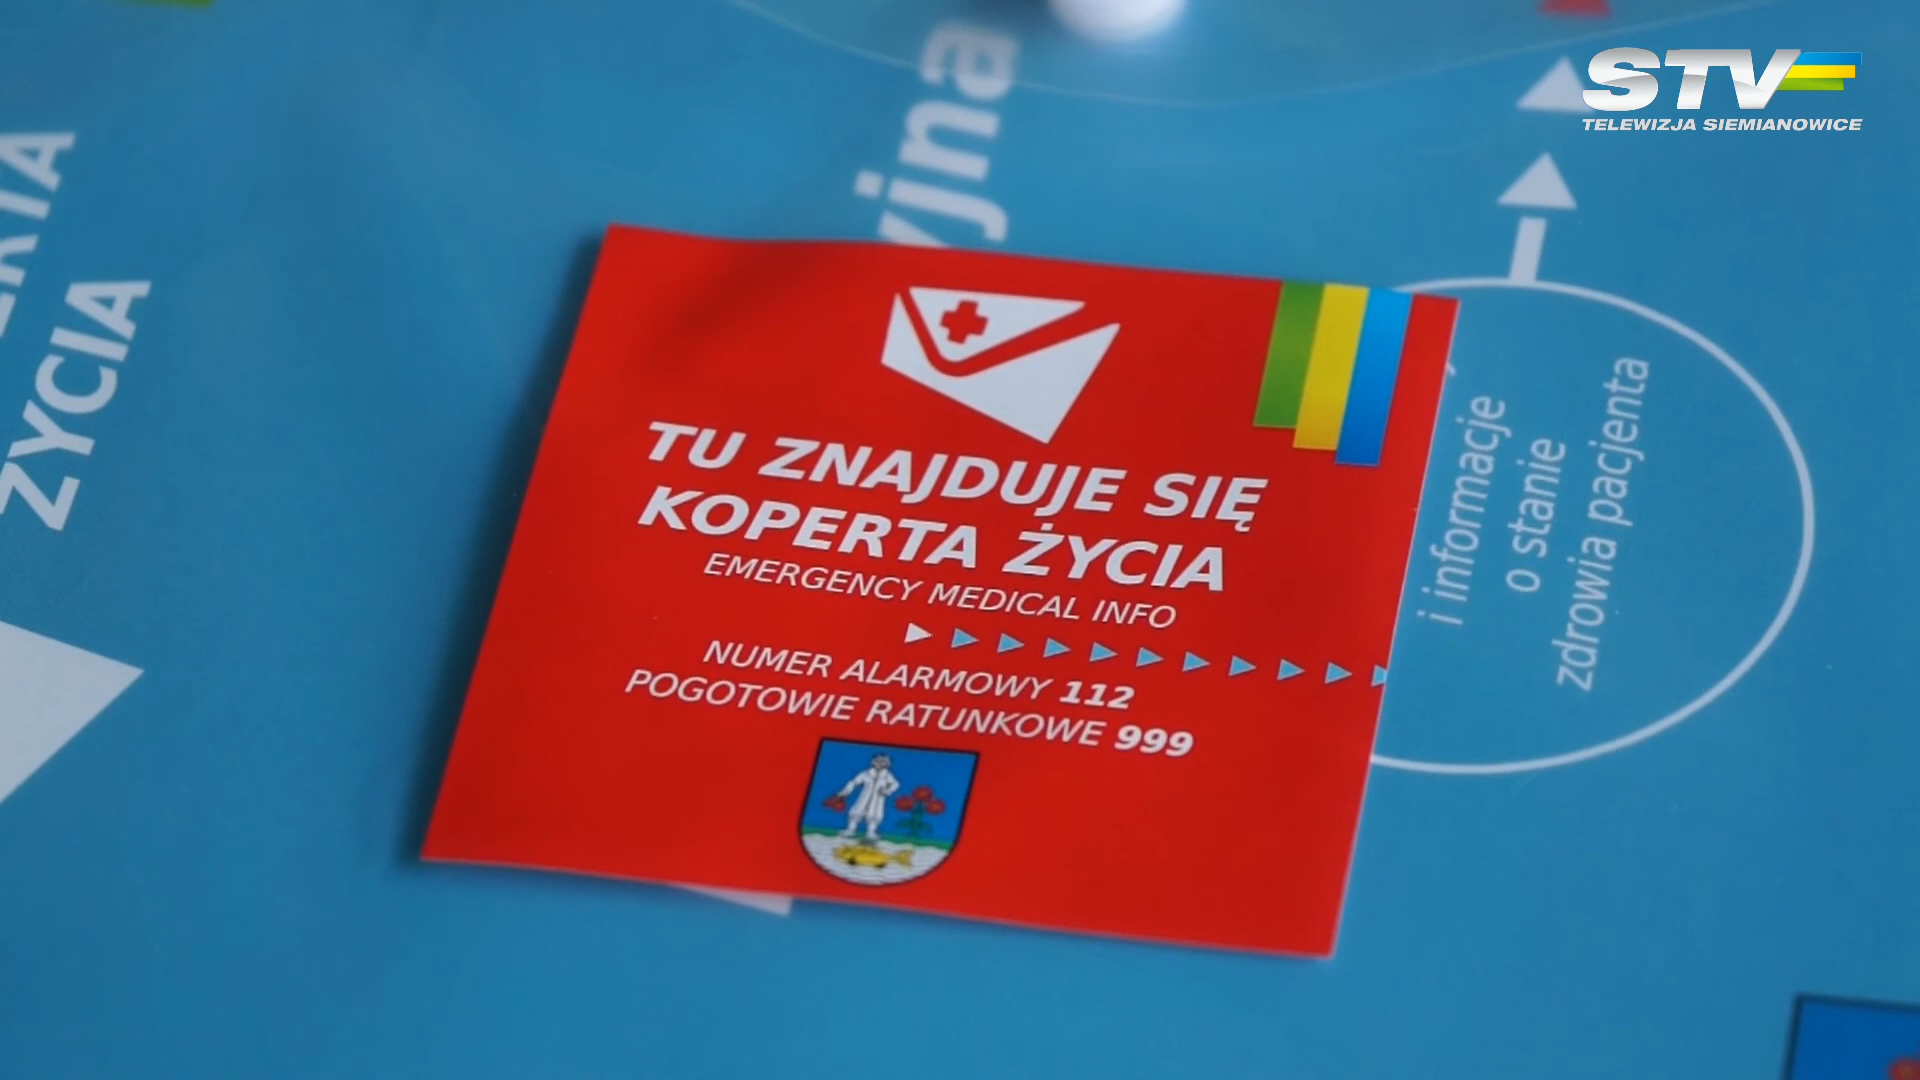 STV
TELEWIZJA SIEMIANOWICE
TU ZNAJDUJE SIĘ
KOPERTA ŻYCIA
EMERGENCY MEDICAL INFO
NUMER ALARMOWY 112
POGOTOWIE RATUNKOWE 999
i informacje
o stanie
zdrowia pacjenta
ŻYCIA